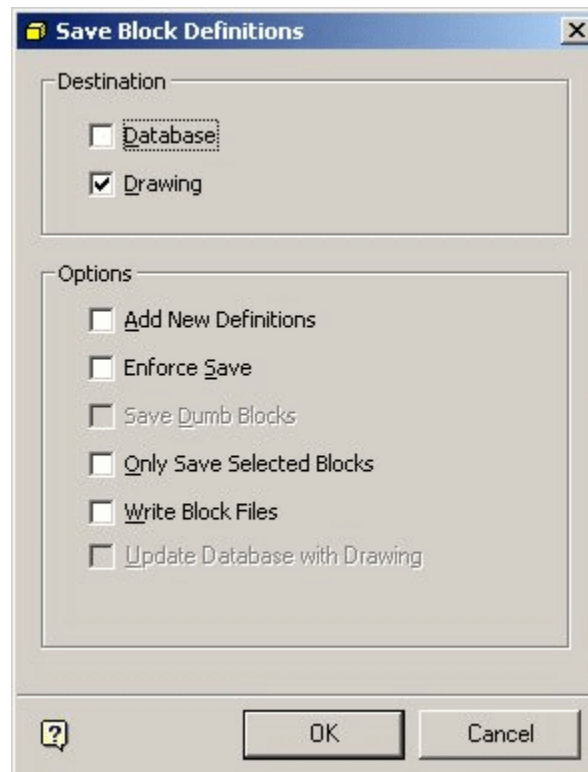 Save Block Definitions
Destination
Database
Drawing
Options
Add New Definitions
Enforce Save
Save Dumb Blocks
Only Save Selected Blocks
Write Block Files
Update Database with Drawing
?
OK
Cancel